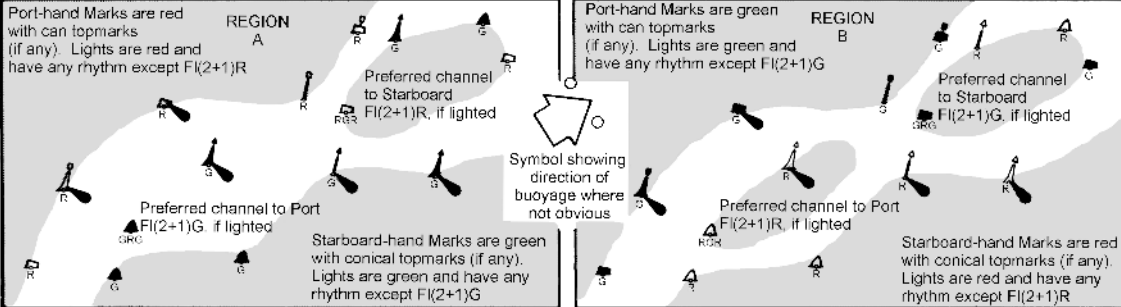 Port-hand Marks are red
with can topmarks
(if any). Lights are red and
have any rhythm except Fl(2+1)R
REGION
A
R
G
G
R
Preferred channel
to Starboard
Fl(2+1)R, if lighted
R
RGR
R
G
G
G
R
Preferred channel to Port
Fl(2+1)G, if lighted
GRG
R
G
G
Starboard-hand Marks are green
with conical topmarks (if any).
Lights are green and have any
rhythm except Fl(2+1)G
Symbol showing
direction of
buoyage where
not obvious
Port-hand Marks are green
with can topmarks
(if any). Lights are green and
have any rhythm except Fl(2+1)G
REGION
B
G
R
R
G
Preferred channel
to Starboard
Fl(2+1)G, if lighted
G
GRG
G
R
R
R
G
Preferred channel to Port
Fl(2+1)R, if lighted
RGR
G
R
R
Starboard-hand Marks are red
with conical topmarks (if any).
Lights are red and have any
rhythm except Fl(2+1)R